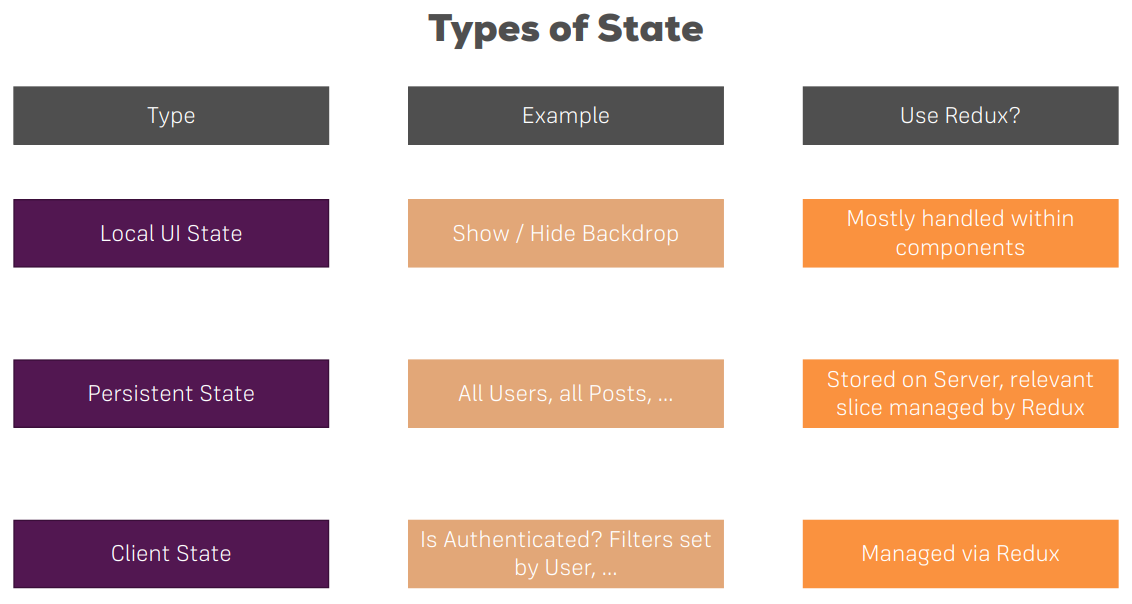 Types of State
Type
Example
Use Redux?
Local UI State
Show / Hide Backdrop
Mostly handled within
components
Persistent State
All Users, all Posts, ...
Stored on Server, relevant
slice managed by Redux
Client State
Is Authenticated? Filters set
by User, ...
Managed via Redux